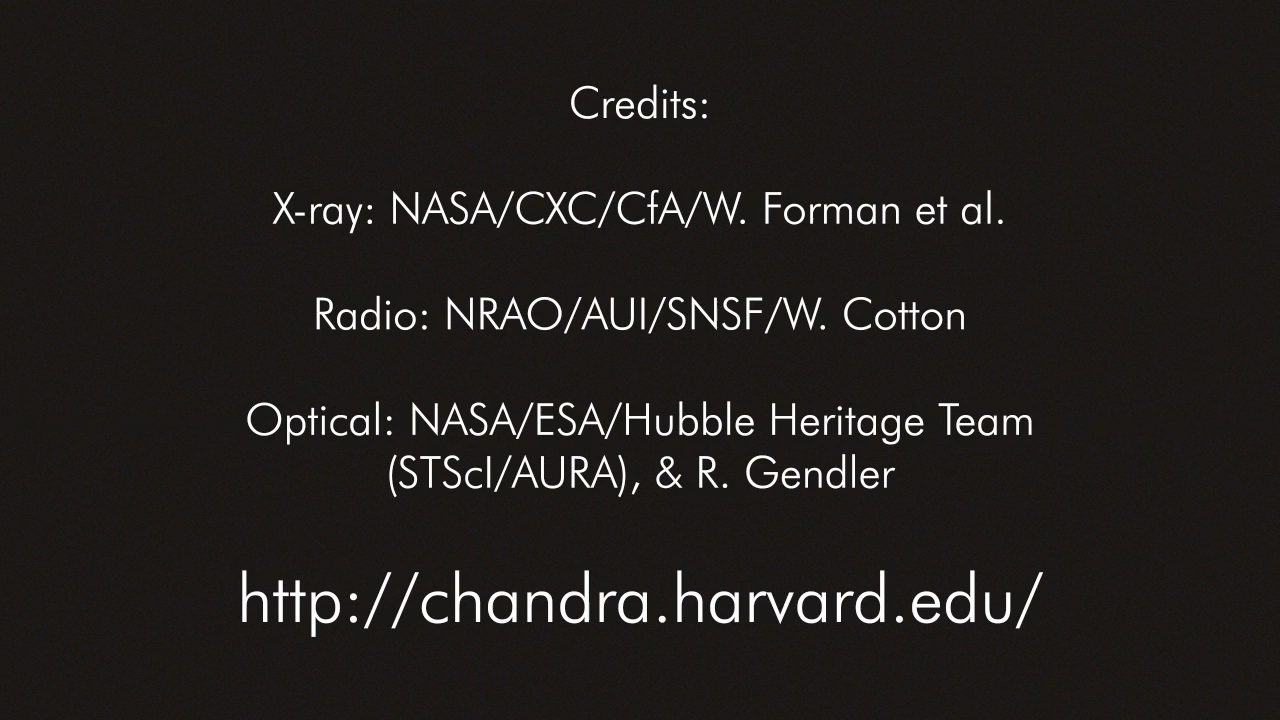 Credits:
X-ray: NASA/CXC/CfA/W. Forman et al.
Radio: NRAO/AUI/SNSF/W. Cotton
Optical: NASA/ESA/Hubble Heritage Team
(STScI/AURA), & R. Gendler
http://chandra.harvard.edu/